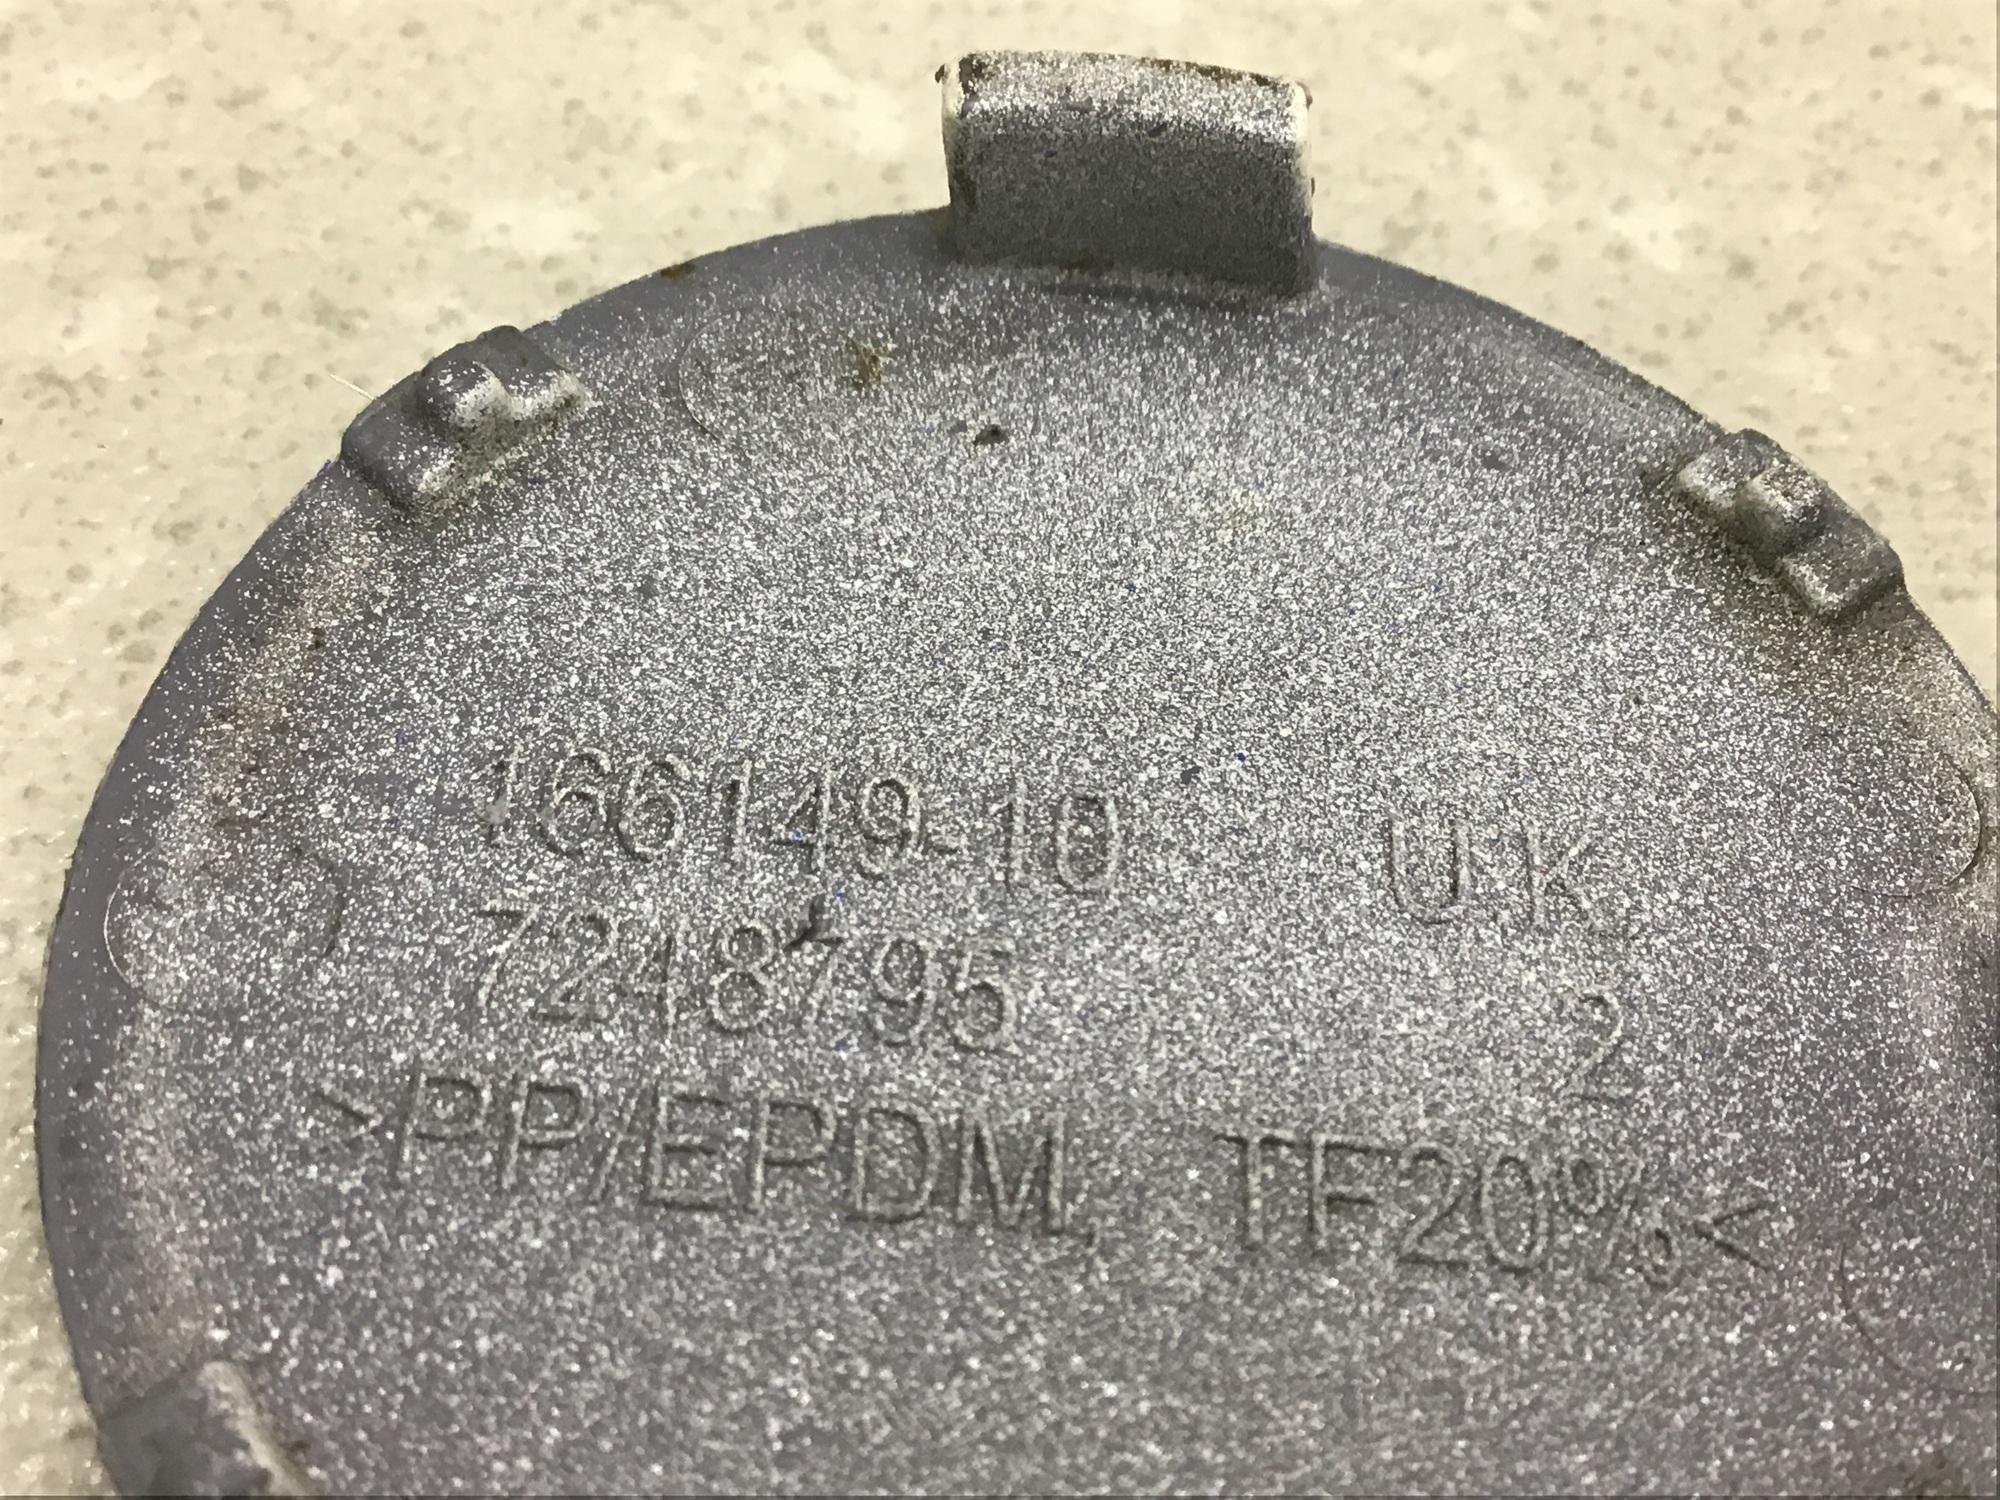 166149-10 U.K
7248795 2
>PP/EPDM, TF20%<